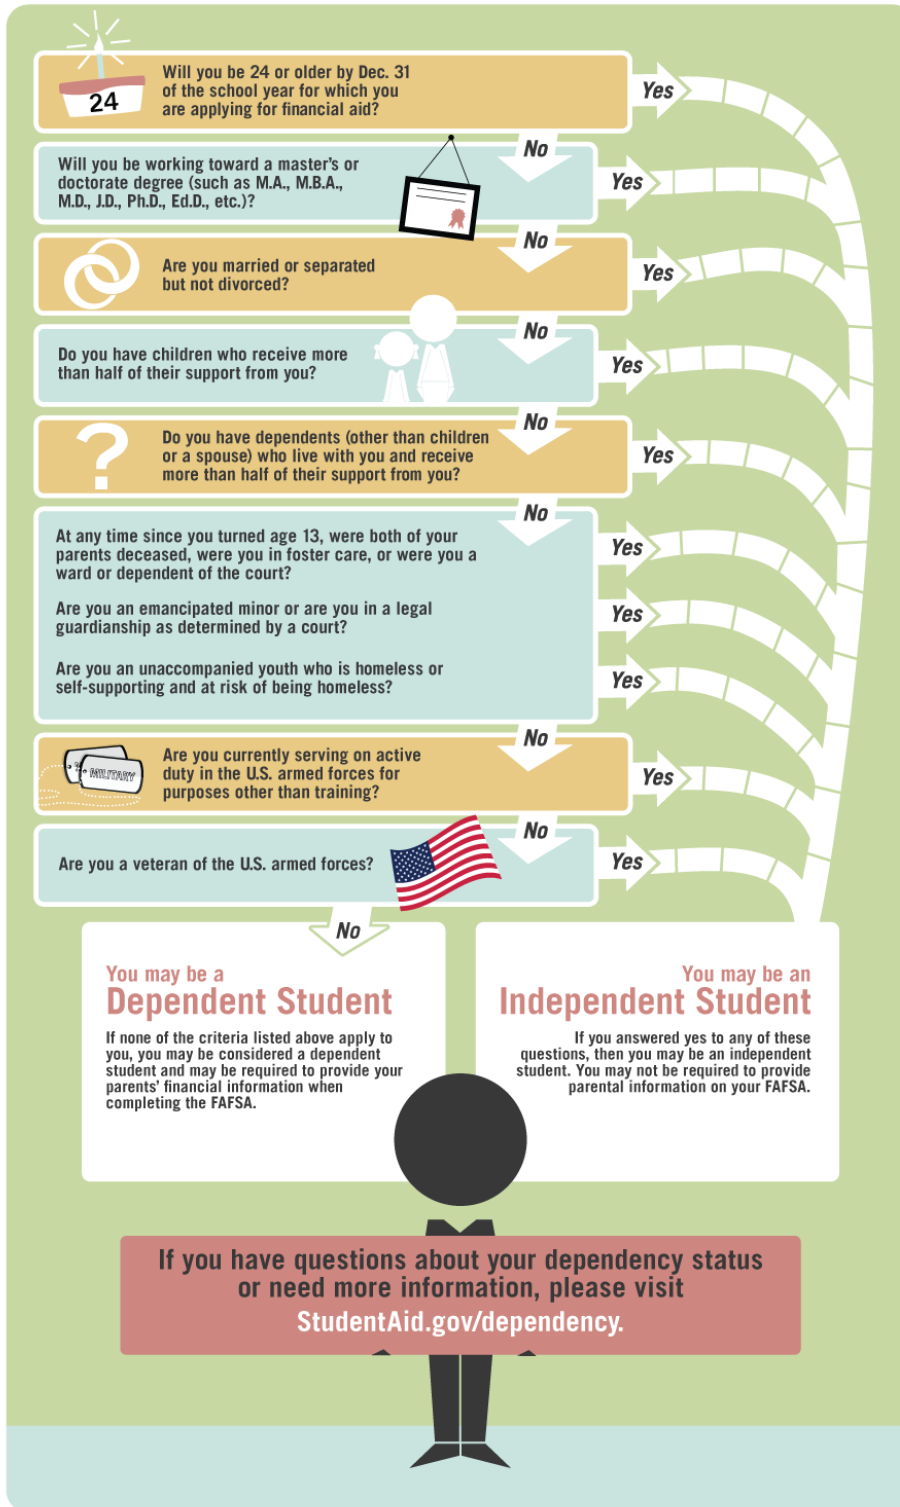 24
Will you be 24 or older by Dec. 31
of the school year for which you
are applying for financial aid?
Yes
No
Will you be working toward a master's or
doctorate degree (such as M.A., M.B.A.,
M.D., J.D., Ph.D., Ed.D., etc.)?
Yes
No
Are you married or separated
but not divorced?
Yes
No
Do you have children who receive more
than half of their support from you?
Yes
No
?
Do you have dependents (other than children
or a spouse) who live with you and receive
more than half of their support from you?
Yes
No
At any time since you turned age 13, were both of your
parents deceased, were you in foster care, or were you a
ward or dependent of the court?
Yes
Are you an emancipated minor or are you in a legal
guardianship as determined by a court?
Yes
Are you an unaccompanied youth who is homeless or
self-supporting and at risk of being homeless?
Yes
No
MILITARY
Are you currently serving on active
duty in the U.S. armed forces for
purposes other than training?
Yes
No
Are you a veteran of the U.S. armed forces?
Yes
No
You may be a
Dependent Student
If none of the criteria listed above apply to
you, you may be considered a dependent
student and may be required to provide your
parents' financial information when
completing the FAFSA.
You may be an
Independent Student
If you answered yes to any of these
questions, then you may be an independent
student. You may not be required to provide
parental information on your FAFSA.
If you have questions about your dependency status
or need more information, please visit
StudentAid.gov/dependency.